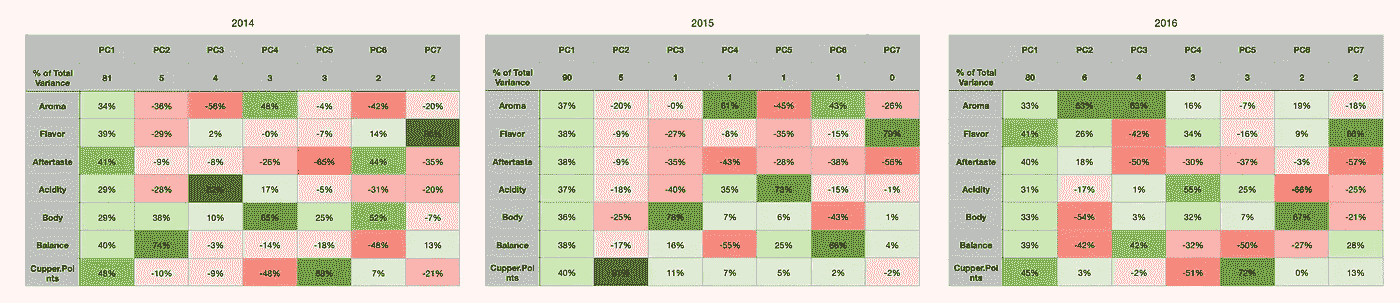 2014
PC1 PC2 PC3 PC4 PC5 PC6 PC7
% of Total Variance 81 5 4 3 3 2 2
Aroma 34% -36% -56% 48% -4% -42% -20%
Flavor 39% -29% 2% -0% -7% 14%
Aftertaste 41% -9% -8% -26% -65% 44% -35%
Acidity 29% -28% 17% -5% -31% -20%
Body 29% 38% 10% 65% 25% 52% -7%
Balance 40% 74% -3% -14% -18% -48% 13%
Cupper.Points 48% -10% -9% -48% 7% -21%
2015
PC1 PC2 PC3 PC4 PC5 PC6 PC7
% of Total Variance 90 5 1 1 1 1 0
Aroma 37% -20% -0% 61% -45% 43% -26%
Flavor 38% -9% -27% -8% -35% -15% 79%
Aftertaste 38% -9% -35% -43% -28% -38% -56%
Acidity 37% -18% -40% 35% 73% -15% -1%
Body 36% -25% 78% 7% 6% -43% 1%
Balance 38% -17% 16% -55% 25% 4%
Cupper.Points 40% 11% 7% 5% 2% -2%
2016
PC1 PC2 PC3 PC4 PC5 PC6 PC7
% of Total Variance 80 6 4 3 3 2 2
Aroma 33% 63% 63% 16% -7% 19% -18%
Flavor 41% 26% -42% 34% -16% 9% 66%
Aftertaste 40% 18% -50% -30% -37% -3% -57%
Acidity 31% -17% 1% 55% 25% -66% -25%
Body 33% -54% 3% 32% 7% 67% -21%
Balance 39% -42% 42% -32% -50% -27% 28%
Cupper.Points 45% 3% -2% -51% 72% 0% 13%